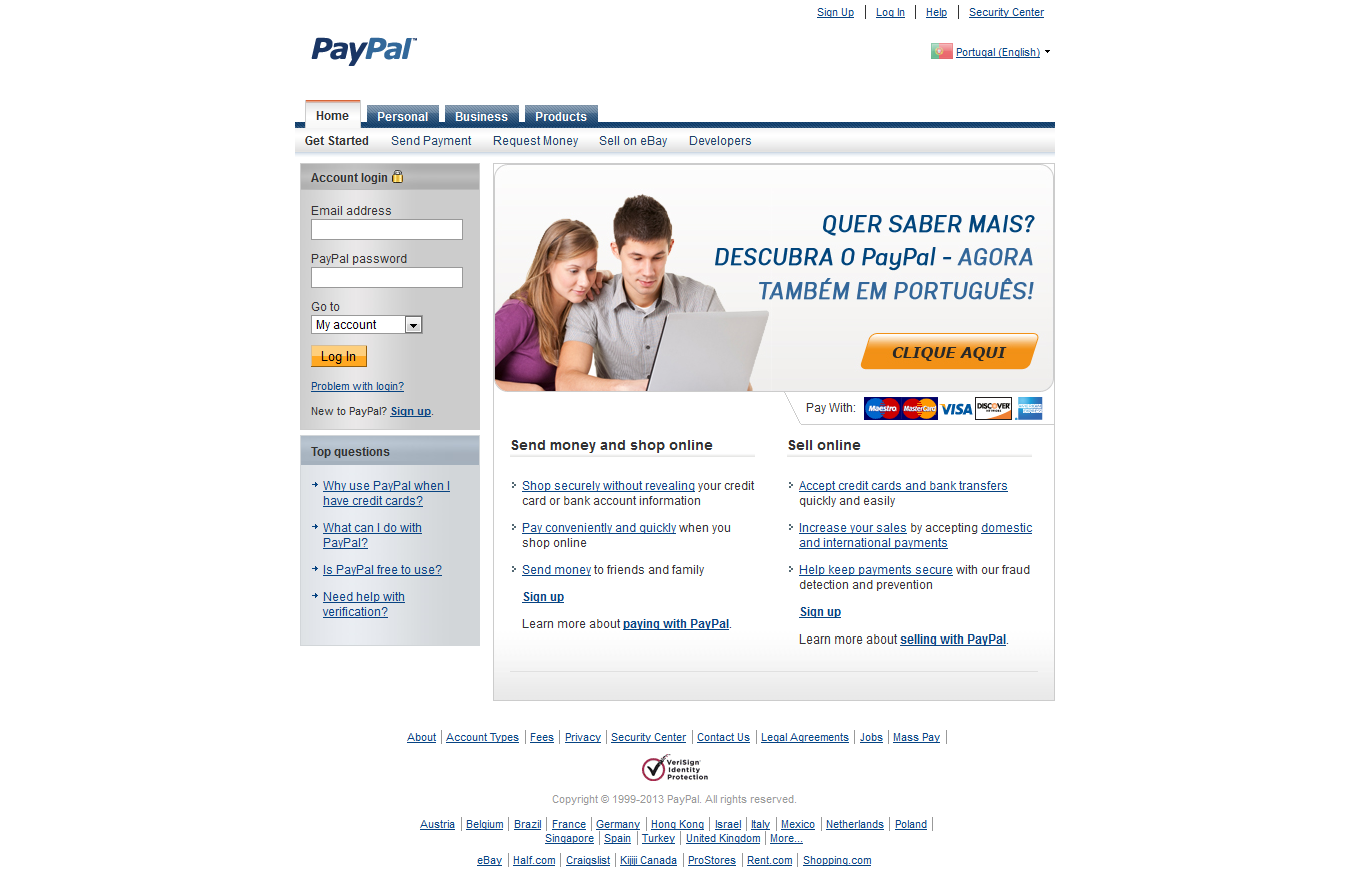 Sign Up | Log In | Help | Security Center
PayPal™
Portugal (English)
Home Personal Business Products
Get Started Send Payment Request Money Sell on eBay Developers
Account login
Email address
PayPal password
Go to
My account
Log In
Problem with login?
New to PayPal? Sign up.
Top questions
Why use PayPal when I
have credit cards?
What can I do with
PayPal?
Is PayPal free to use?
Need help with
verification?
QUER SABER MAIS?
DESCUBRA O PayPal - AGORA
TAMBÉM EM PORTUGUÊS!
CLIQUE AQUI
Pay With: Maestro MasterCard VISA DISCOVER
Send money and shop online
Shop securely without revealing your credit
card or bank account information
Pay conveniently and quickly when you
shop online
Send money to friends and family
Sign up
Learn more about paying with PayPal.
Sell online
Accept credit cards and bank transfers
quickly and easily
Increase your sales by accepting domestic
and international payments
Help keep payments secure with our fraud
detection and prevention
Sign up
Learn more about selling with PayPal.
About | Account Types | Fees | Privacy | Security Center | Contact Us | Legal Agreements | Jobs | Mass Pay |
VeriSign
Identity
Protection
Copyright © 1999-2013 PayPal. All rights reserved.
Austria | Belgium | Brazil | France | Germany | Hong Kong | Israel | Italy | Mexico | Netherlands | Poland |
Singapore | Spain | Turkey | United Kingdom | More...
eBay | Half.com | Craigslist | Kijiji Canada | ProStores | Rent.com | Shopping.com